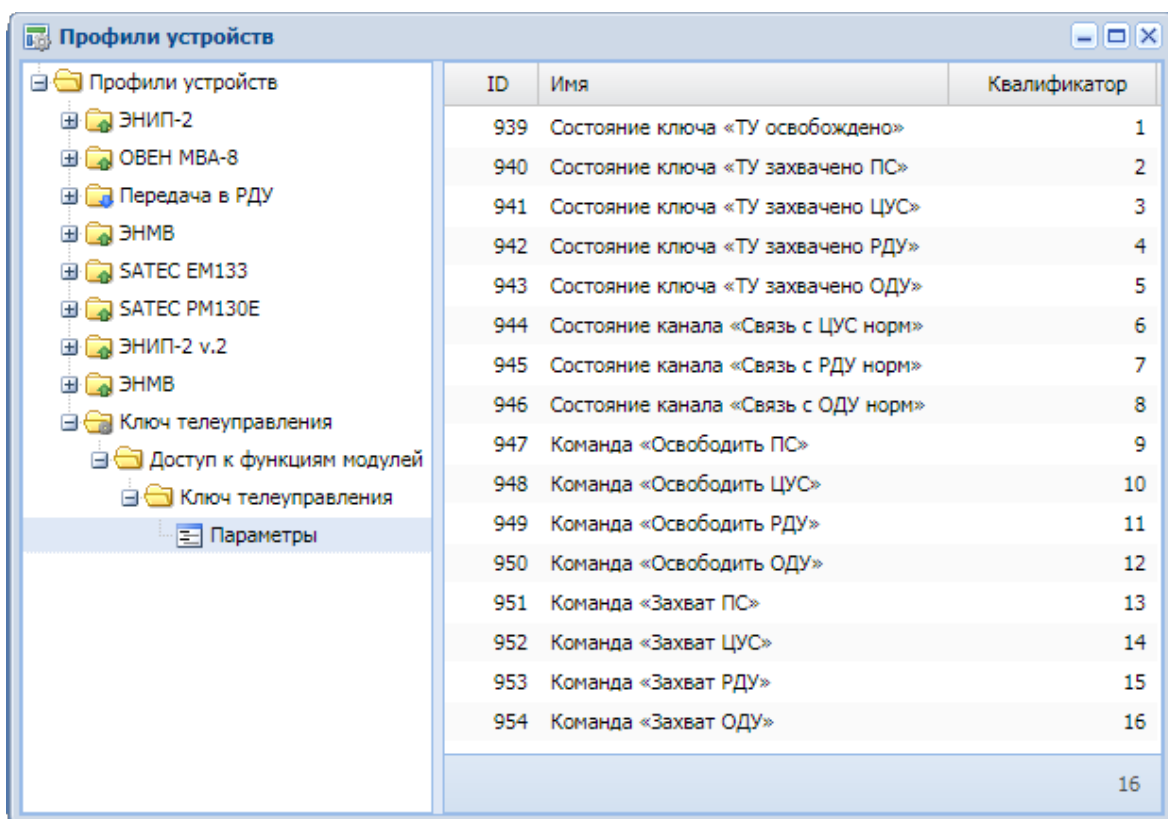 Профили устройств
Профили устройств
ЭНИП-2
ОВЕН МВА-8
Передача в РДУ
ЭНМВ
SATEC EM133
SATEC PM130E
ЭНИП-2 v.2
ЭНМВ
Ключ телеуправления
Доступ к функциям модулей
Ключ телеуправления
Параметры
ID Имя Квалификатор
939 Состояние ключа «ТУ освобождено» 1
940 Состояние ключа «ТУ захвачено ПС» 2
941 Состояние ключа «ТУ захвачено ЦУС» 3
942 Состояние ключа «ТУ захвачено РДУ» 4
943 Состояние ключа «ТУ захвачено ОДУ» 5
944 Состояние канала «Связь с ЦУС норм» 6
945 Состояние канала «Связь с РДУ норм» 7
946 Состояние канала «Связь с ОДУ норм» 8
947 Команда «Освободить ПС» 9
948 Команда «Освободить ЦУС» 10
949 Команда «Освободить РДУ» 11
950 Команда «Освободить ОДУ» 12
951 Команда «Захват ПС» 13
952 Команда «Захват ЦУС» 14
953 Команда «Захват РДУ» 15
954 Команда «Захват ОДУ» 16
16